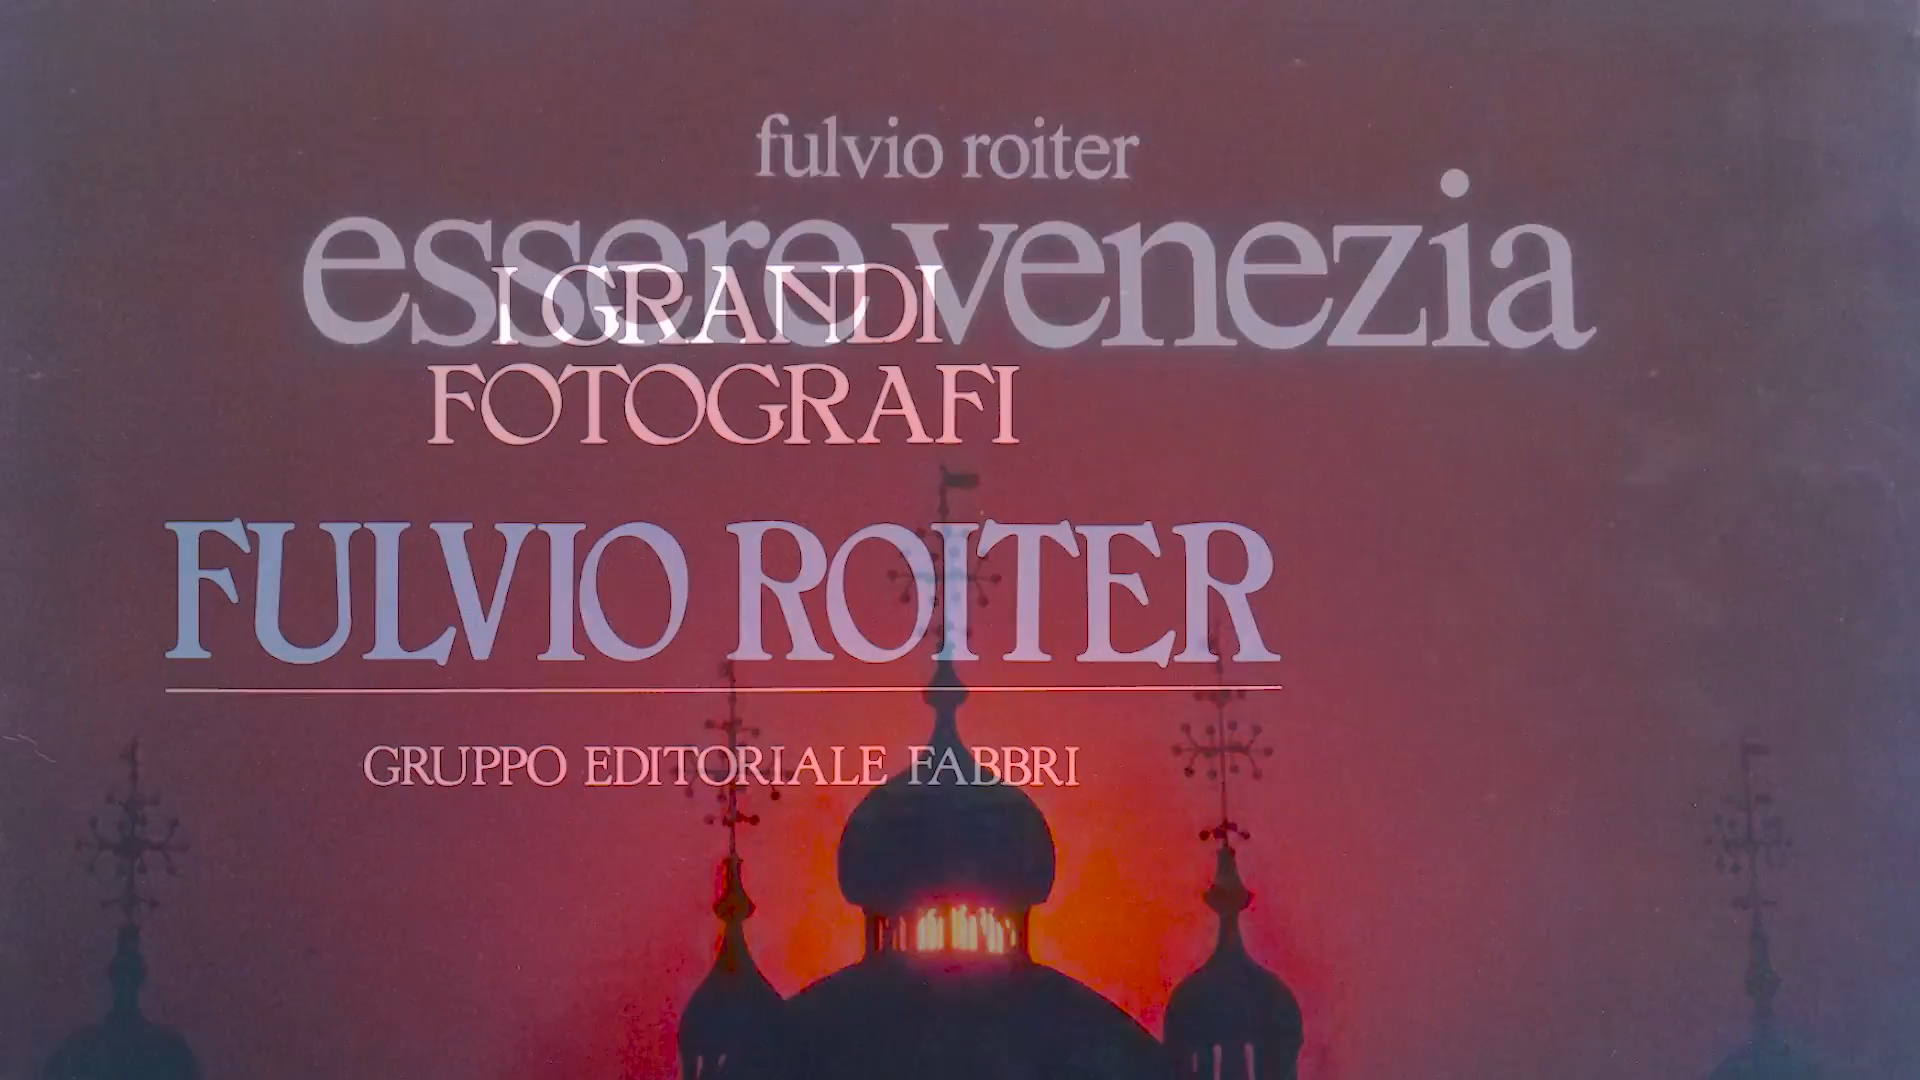 fulvio roiter
essere venezia
I GRANDI
FOTOGRAFI
FULVIO ROITER
GRUPPO EDITORIALE FABBRI